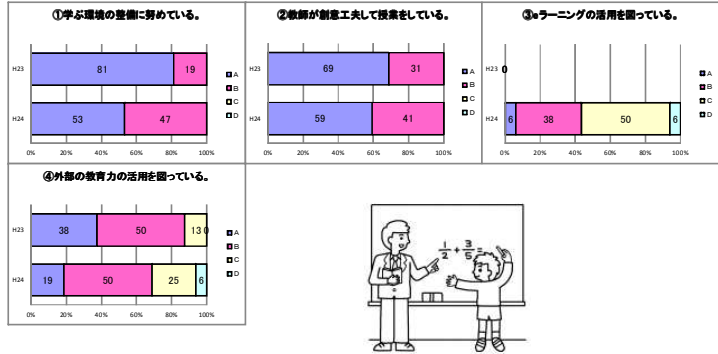 ①学ぶ環境の整備に努めている。
H23 81 19
H24 53 47
0% 20% 40% 60% 80% 100%
A
B
C
D
②教師が創意工夫して授業をしている。
H23 69 31
H24 59 41
0% 20% 40% 60% 80% 100%
A
B
C
D
③eラーニングの活用を図っている。
H23 0
H24 6 38 50 6
0% 20% 40% 60% 80% 100%
A
B
C
D
④外部の教育力の活用を図っている。
H23 38 50 13 0
H24 19 50 25 6
0% 20% 40% 60% 80% 100%
A
B
C
D
1/2 + 3/5 =